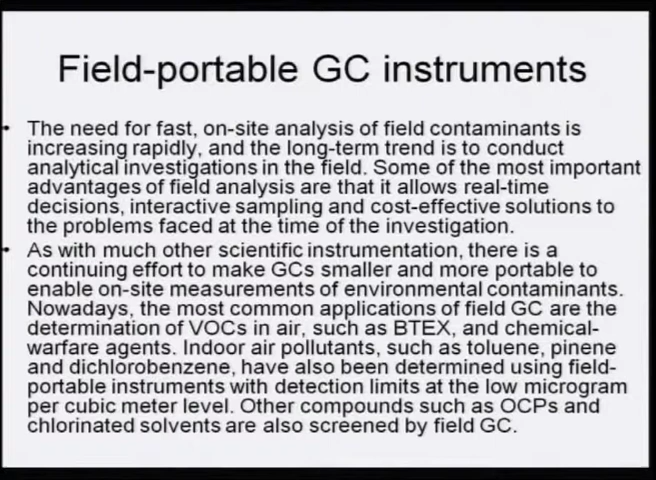 Field-portable GC instruments
• The need for fast, on-site analysis of field contaminants is
increasing rapidly, and the long-term trend is to conduct
analytical investigations in the field. Some of the most important
advantages of field analysis are that it allows real-time
decisions, interactive sampling and cost-effective solutions to
the problems faced at the time of the investigation.
• As with much other scientific instrumentation, there is a
continuing effort to make GCs smaller and more portable to
enable on-site measurements of environmental contaminants.
Nowadays, the most common applications of field GC are the
determination of VOCs in air, such as BTEX, and chemical-
warfare agents. Indoor air pollutants, such as toluene, pinene
and dichlorobenzene, have also been determined using field-
portable instruments with detection limits at the low microgram
per cubic meter level. Other compounds such as OCPs and
chlorinated solvents are also screened by field GC.